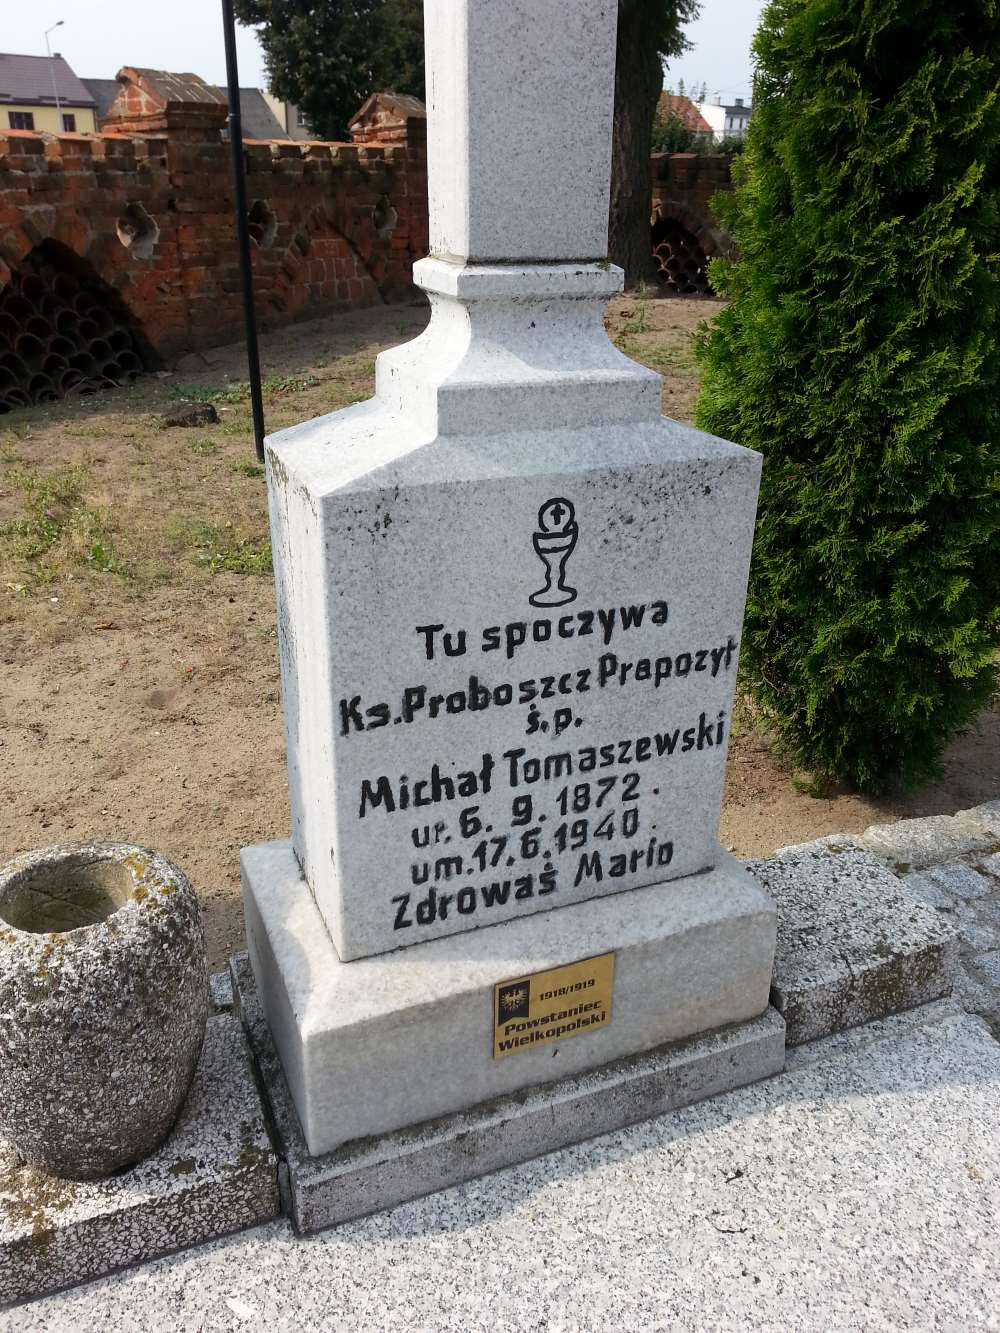 Tu spoczywa
Ks. Proboszcz Prapozyt
ś.p.
Michał Tomaszewski
ur. 6. 9. 1872.
um. 17. 6. 1940.
Zdrowaś Mario
1918/1919
Powstaniec
Wielkopolski